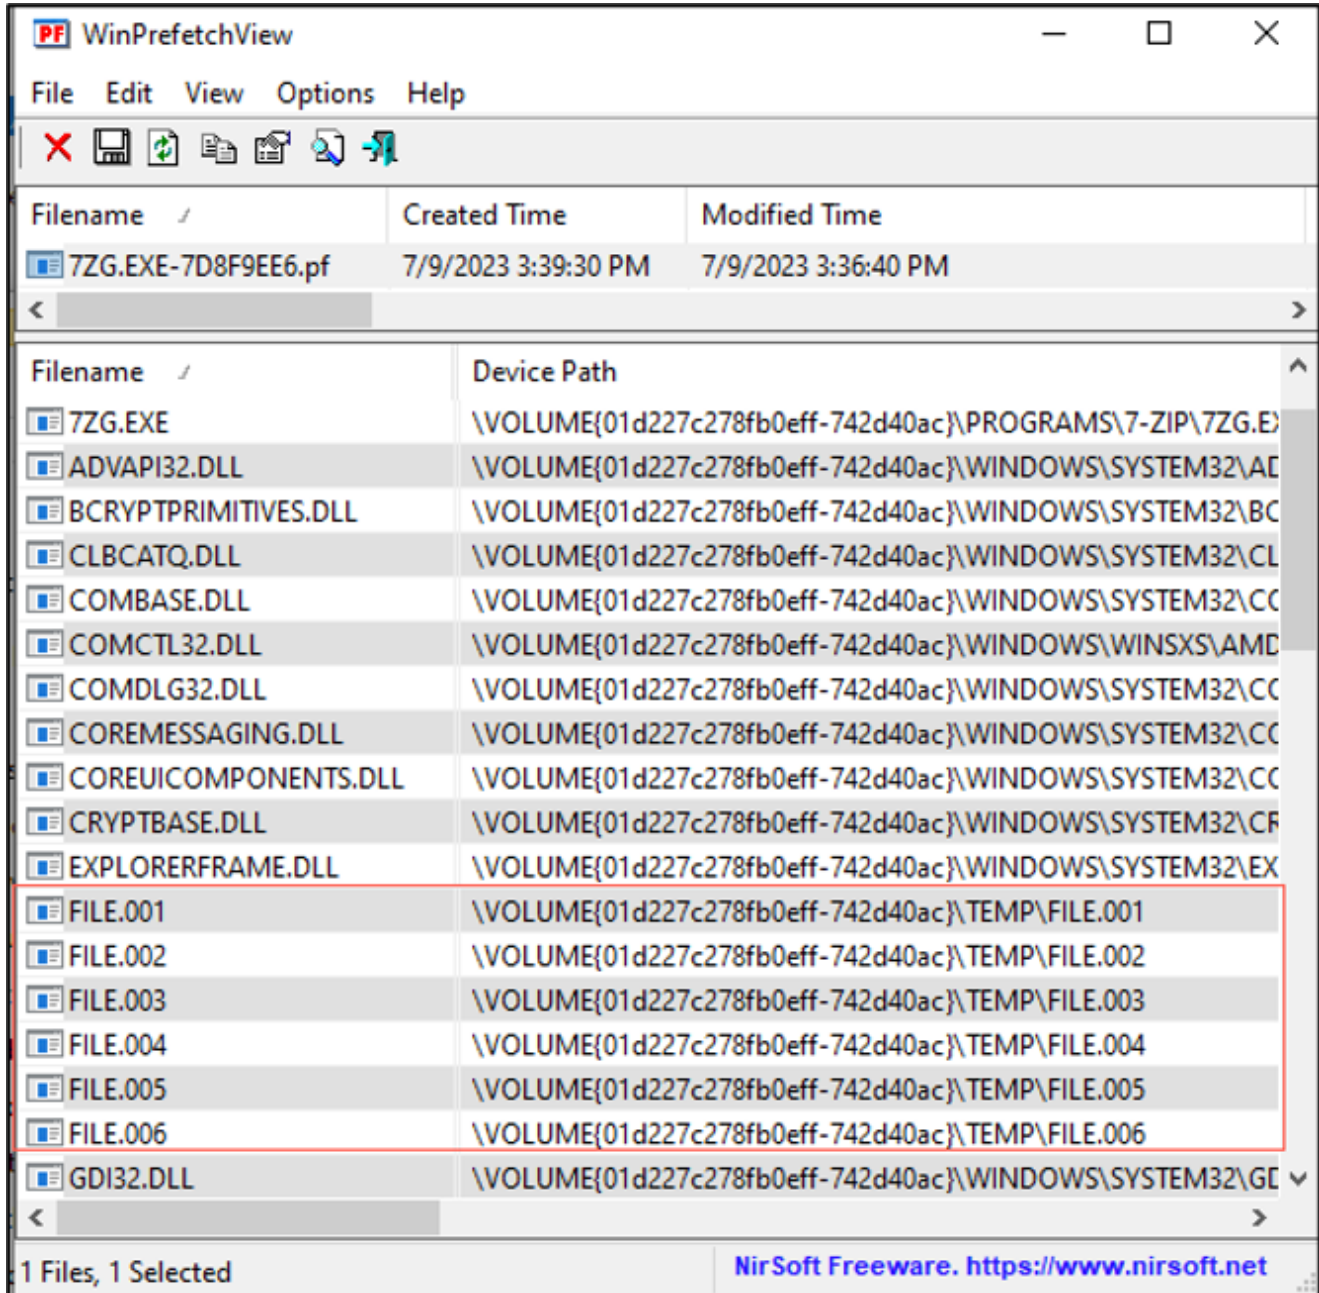 PF WinPrefetchView
File Edit View Options Help
Filename Created Time Modified Time
7ZG.EXE-7D8F9EE6.pf 7/9/2023 3:39:30 PM 7/9/2023 3:36:40 PM
Filename Device Path
7ZG.EXE \VOLUME{01d227c278fb0eff-742d40ac}\PROGRAMS\7-ZIP\7ZG.E
ADVAPI32.DLL \VOLUME{01d227c278fb0eff-742d40ac}\WINDOWS\SYSTEM32\AD
BCRYPTPRIMITIVES.DLL \VOLUME{01d227c278fb0eff-742d40ac}\WINDOWS\SYSTEM32\BC
CLBCATQ.DLL \VOLUME{01d227c278fb0eff-742d40ac}\WINDOWS\SYSTEM32\CL
COMBASE.DLL \VOLUME{01d227c278fb0eff-742d40ac}\WINDOWS\SYSTEM32\CO
COMCTL32.DLL \VOLUME{01d227c278fb0eff-742d40ac}\WINDOWS\WINSXS\AMD
COMDLG32.DLL \VOLUME{01d227c278fb0eff-742d40ac}\WINDOWS\SYSTEM32\CO
COREMESSAGING.DLL \VOLUME{01d227c278fb0eff-742d40ac}\WINDOWS\SYSTEM32\CO
COREUICOMPONENTS.DLL \VOLUME{01d227c278fb0eff-742d40ac}\WINDOWS\SYSTEM32\CO
CRYPTBASE.DLL \VOLUME{01d227c278fb0eff-742d40ac}\WINDOWS\SYSTEM32\CR
EXPLORERFRAME.DLL \VOLUME{01d227c278fb0eff-742d40ac}\WINDOWS\SYSTEM32\EX
FILE.001 \VOLUME{01d227c278fb0eff-742d40ac}\TEMP\FILE.001
FILE.002 \VOLUME{01d227c278fb0eff-742d40ac}\TEMP\FILE.002
FILE.003 \VOLUME{01d227c278fb0eff-742d40ac}\TEMP\FILE.003
FILE.004 \VOLUME{01d227c278fb0eff-742d40ac}\TEMP\FILE.004
FILE.005 \VOLUME{01d227c278fb0eff-742d40ac}\TEMP\FILE.005
FILE.006 \VOLUME{01d227c278fb0eff-742d40ac}\TEMP\FILE.006
GDI32.DLL \VOLUME{01d227c278fb0eff-742d40ac}\WINDOWS\SYSTEM32\GD
1 Files, 1 Selected NirSoft Freeware. https://www.nirsoft.net